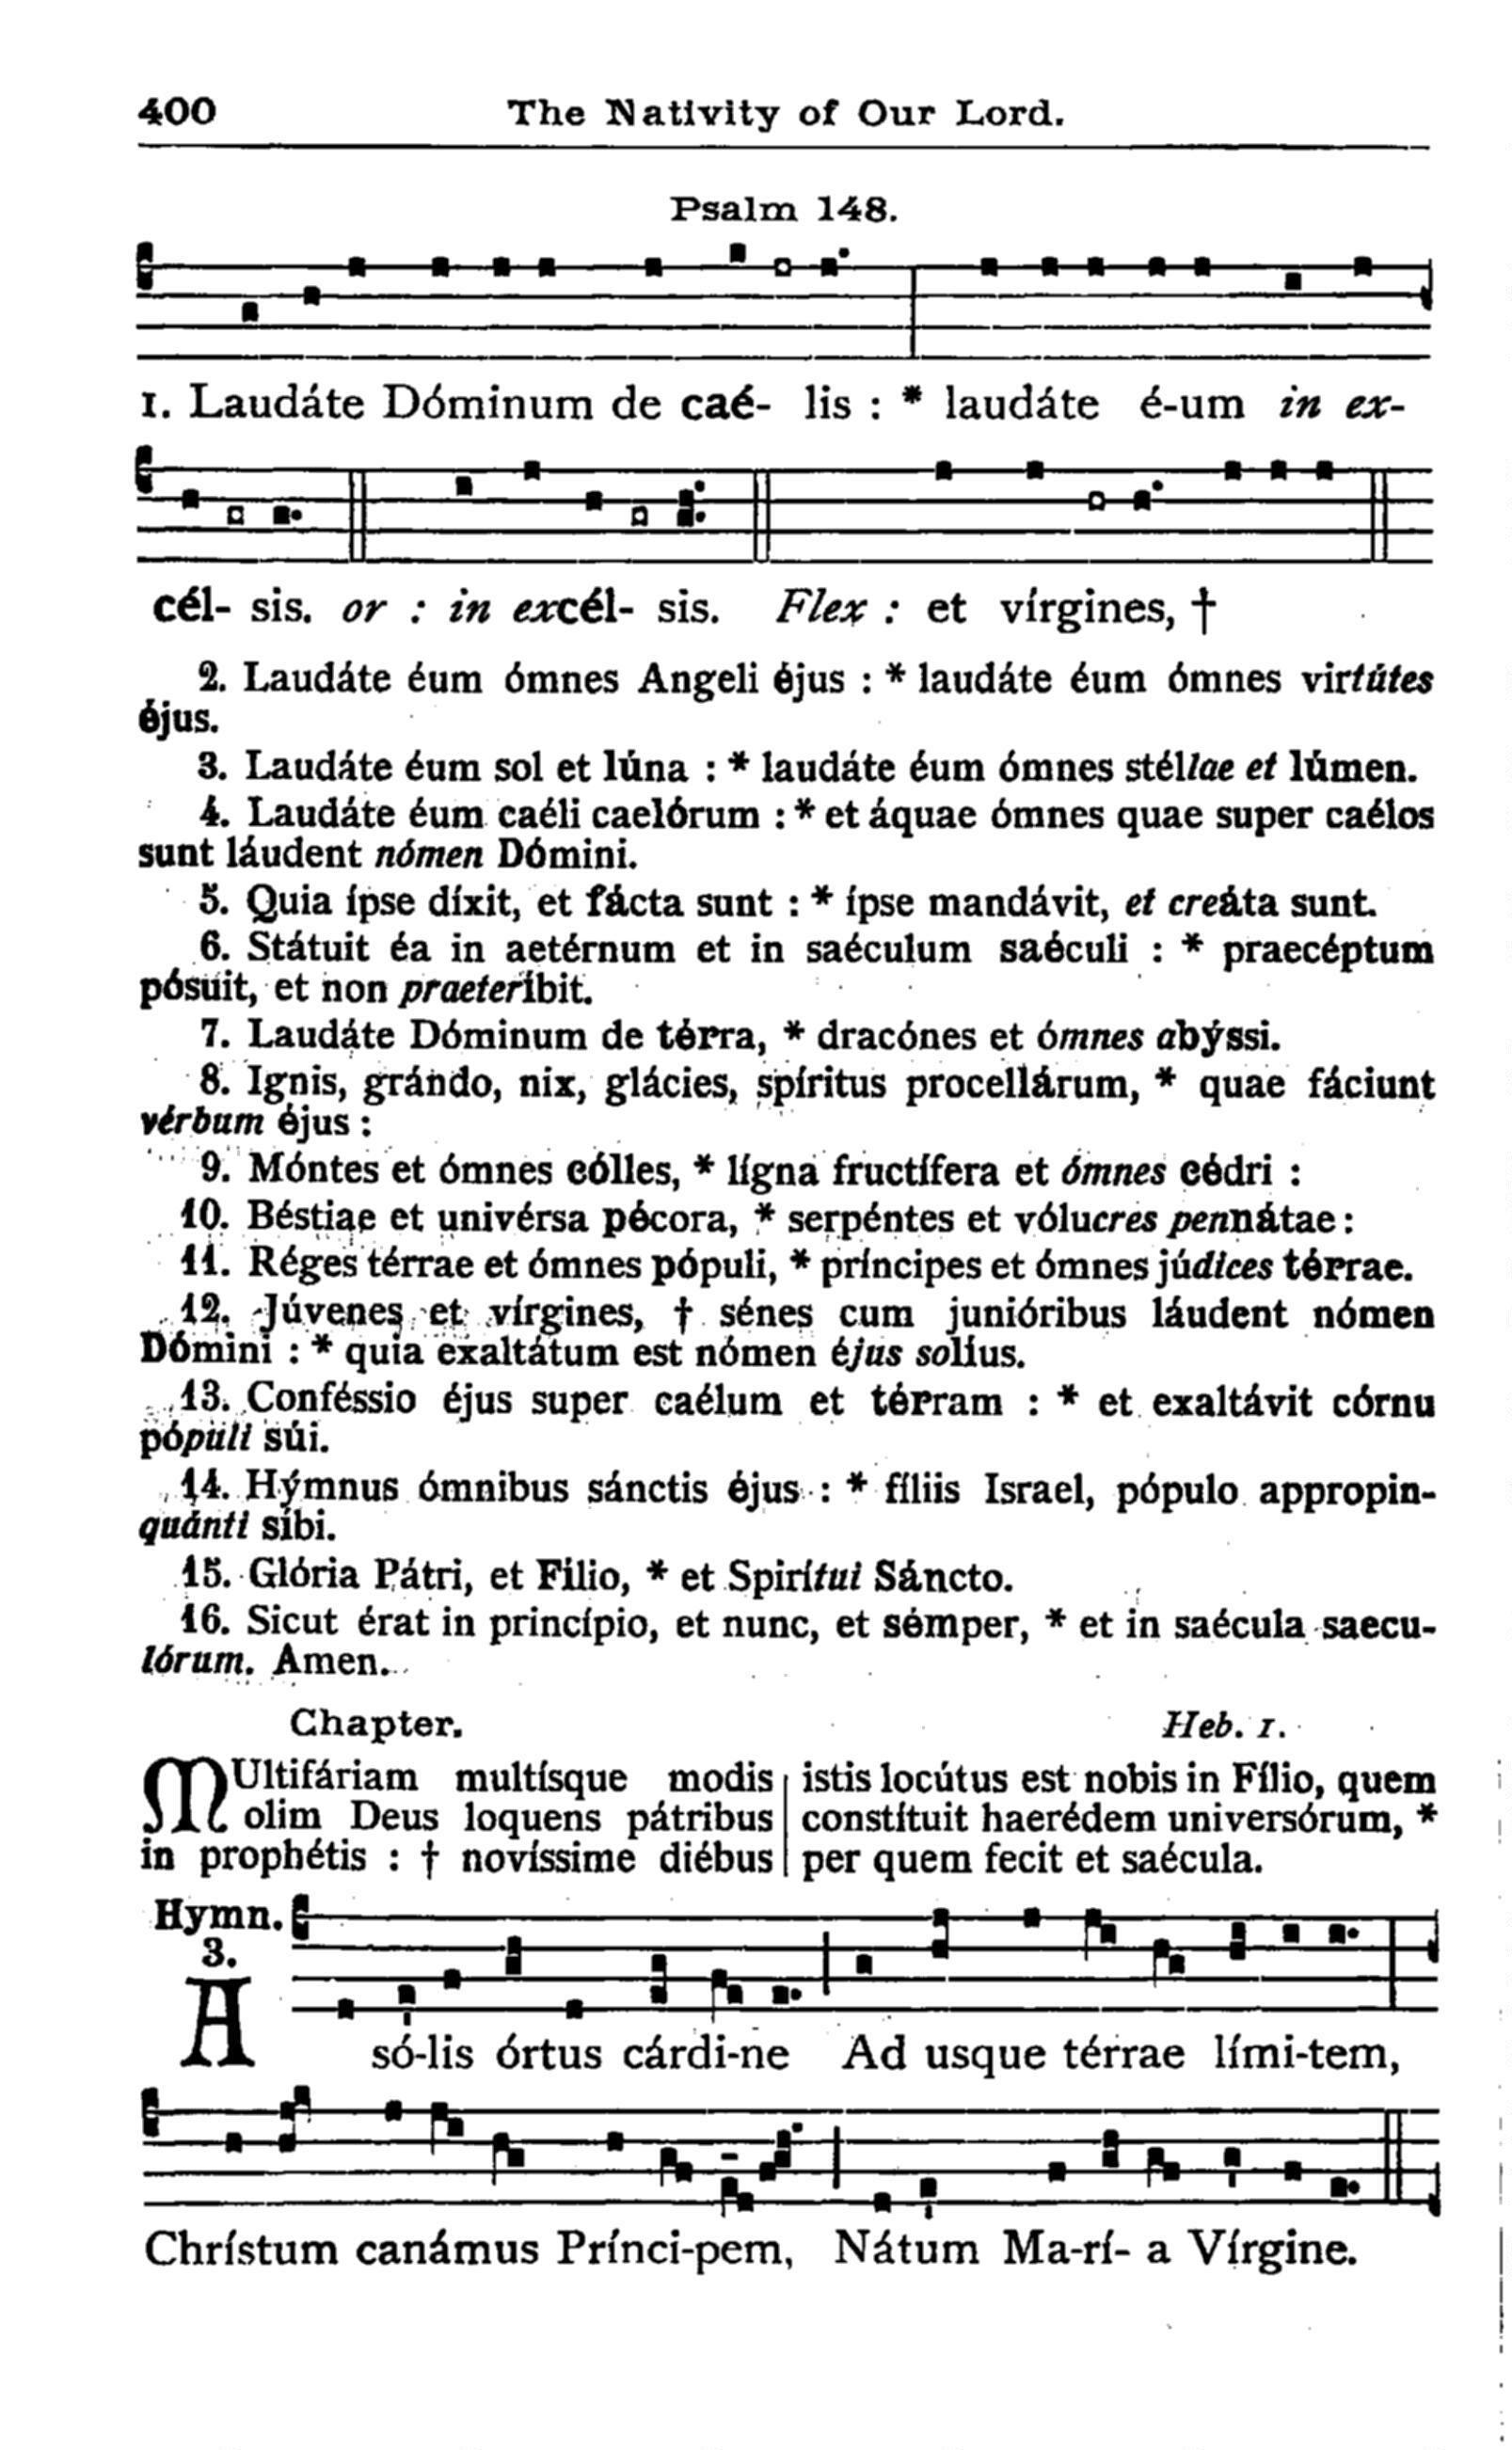 400 The Nativity of Our Lord.
Psalm 148.
1. Laudáte Dóminum de caé- lis : * laudáte é-um in ex-
cél- sis. or : in excél- sis. Flex : et vírgines, †
2. Laudáte éum ómnes Angeli éjus : * laudáte éum ómnes virtútes
éjus.
3. Laudáte éum sol et lúna : * laudáte éum ómnes stéllae et lúmen.
4. Laudáte éum caéli caelórum : * et áquae ómnes quae super caélos
sunt láudent nómen Dómini.
5. Quia ípse díxit, et fácta sunt : * ípse mandávit, et creáta sunt.
6. Státuit éa in aetérnum et in saéculum saéculi : * praecéptum
pósuit, et non praeteríbit.
7. Laudáte Dóminum de térra, * dracónes et ómnes abýssi.
8. Ignis, grándo, nix, glácies, spíritus procellárum, * quae fáciunt
vérbum éjus :
9. Móntes et ómnes cólles, * lígna fructífera et ómnes cédri :
10. Béstiae et univérsa pécora, * serpéntes et vólucres pennátae :
11. Réges térrae et ómnes pópuli, * príncipes et ómnes júdices térrae.
12. Júvenes et vírgines, † sénes cum junióribus láudent nómen
Dómini : * quia exaltátum est nómen éjus solíus.
13. Conféssio éjus super caélum et térram : * et exaltávit córnu
pópuli súi.
14. Hýmnus ómnibus sánctis éjus : * fíliis Israel, pópulo appropin-
quánti síbi.
15. Glória Pátri, et Fílio, * et Spirítui Sáncto.
16. Sicut érat in princípio, et nunc, et sémper, * et in saécula saecu-
lórum. Amen.
Chapter. Heb. 1.
MUltifáriam multísque modis
olim Deus loquens pátribus
in prophétis : † novíssime diébus
istis locútus est nobis in Fílio, quem
constítuit haerédem universórum, *
per quem fecit et saécula.
Hymn.
3.
A só-lis órtus cárdi-ne Ad usque térrae lími-tem,
Chrístum canámus Prínci-pem, Nátum Ma-rí- a Vírgine.